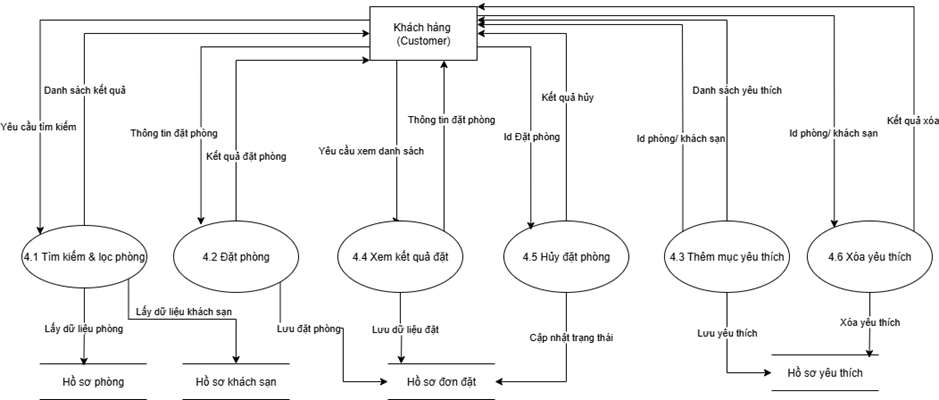 Khách hàng
(Customer)
Danh sách kết quả
Yêu cầu tìm kiếm
Thông tin đặt phòng
Kết quả đặt phòng
Yêu cầu xem danh sách
Thông tin đặt phòng
Kết quả hủy
Id Đặt phòng
Danh sách yêu thích
Id phòng/ khách sạn
Id phòng/ khách sạn
Kết quả xóa
4.1 Tìm kiếm & lọc phòng
4.2 Đặt phòng
4.4 Xem kết quả đặt
4.5 Hủy đặt phòng
4.3 Thêm mục yêu thích
4.6 Xóa yêu thích
Lấy dữ liệu phòng
Lấy dữ liệu khách sạn
Lưu đặt phòng
Lưu dữ liệu đặt
Cập nhật trạng thái
Lưu yêu thích
Xóa yêu thích
Hồ sơ phòng
Hồ sơ khách sạn
Hồ sơ đơn đặt
Hồ sơ yêu thích